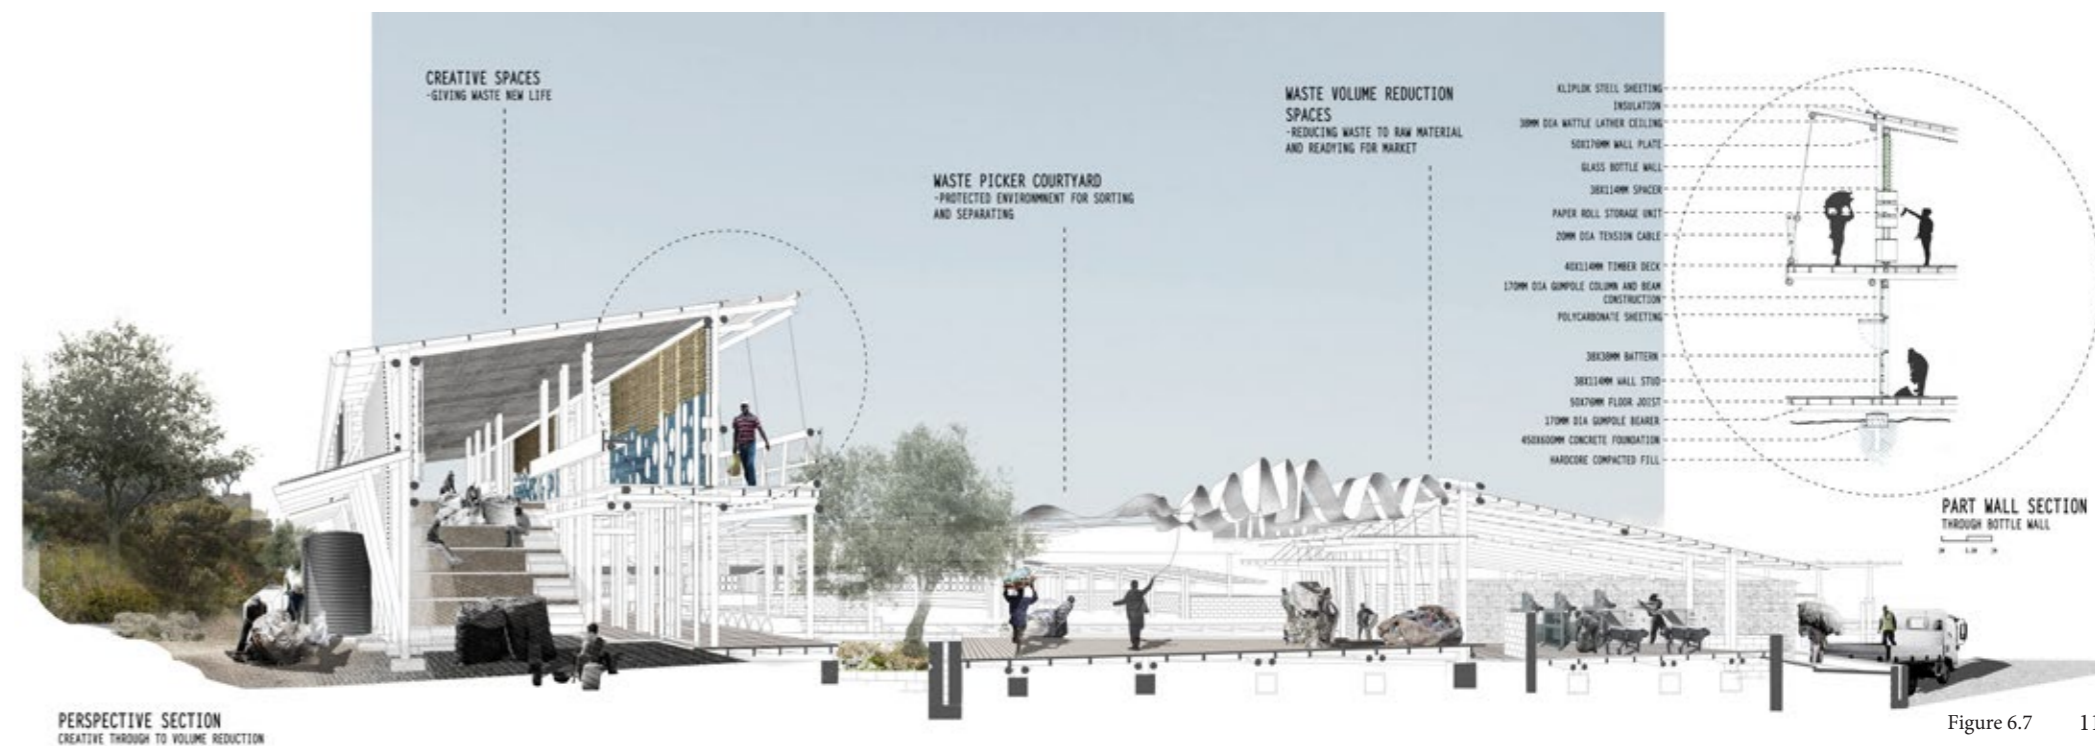 CREATIVE SPACES
-GIVING WASTE NEW LIFE
WASTE PICKER COURTYARD
-PROTECTED ENVIRONMNENT FOR SORTING
AND SEPARATING
WASTE VOLUME REDUCTION
SPACES
-REDUCING WASTE TO RAW MATERIAL
AND READYING FOR MARKET
KLIPLOK STEIL SHEETING
INSULATION
38MM DIA WATTLE LATHER CEILING
50X176MM WALL PLATE
GLASS BOTTLE WALL
38X114MM SPACER
PAPER ROLL STORAGE UNIT
20MM DIA TENSION CABLE
40X114MM TIMBER DECK
170MM DIA GUMPOLE COLUMN AND BEAM
CONSTRUCTION
POLYCARBONATE SHEETING
38X38MM BATTERN
38X114MM WALL STUD
50X76MM FLOOR JOIST
170MM DIA GUMPOLE BEARER
450X600MM CONCRETE FOUNDATION
HARDCORE COMPACTED FILL
PART WALL SECTION
THROUGH BOTTLE WALL
PERSPECTIVE SECTION
CREATIVE THROUGH TO VOLUME REDUCTION
Figure 6.7 11